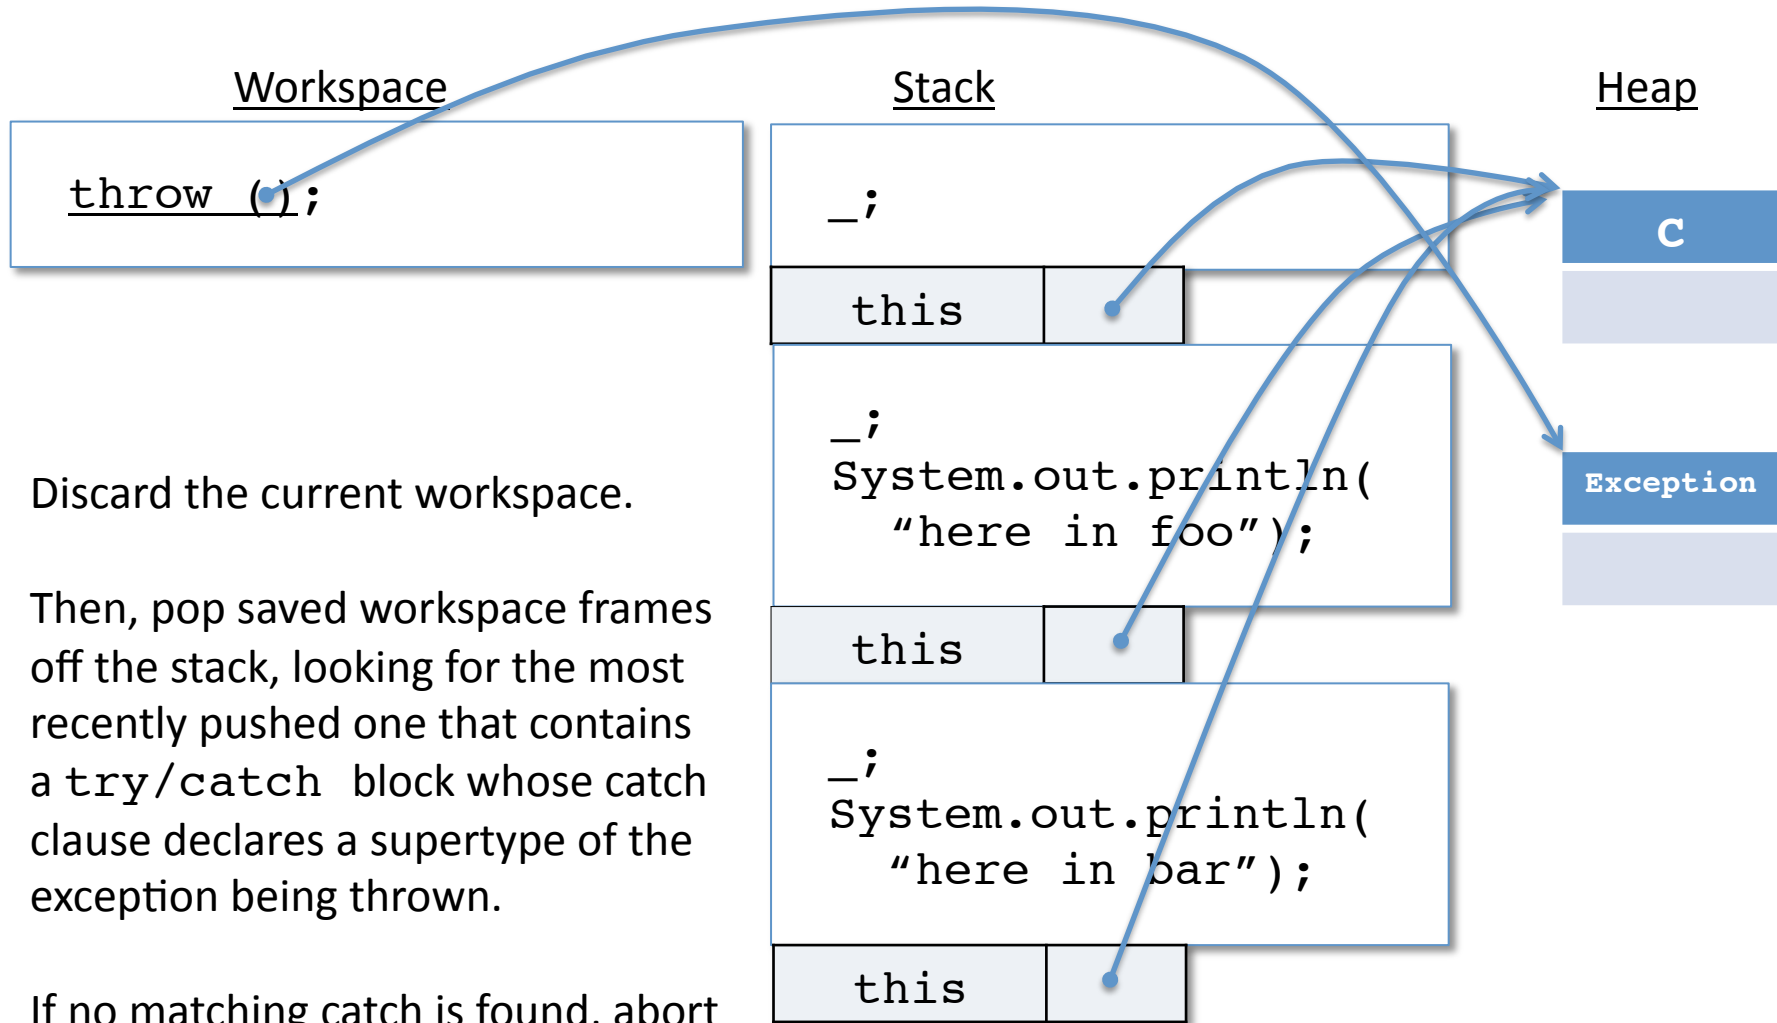 Workspace
Stack
Heap
throw ();
_;
this
_;
System.out.println(
“here in foo”);
this
_;
System.out.println(
“here in bar”);
this
C
Exception
Discard the current workspace.
Then, pop saved workspace frames
off the stack, looking for the most
recently pushed one that contains
a try/catch block whose catch
clause declares a supertype of the
exception being thrown.
If no matching catch is found, abort